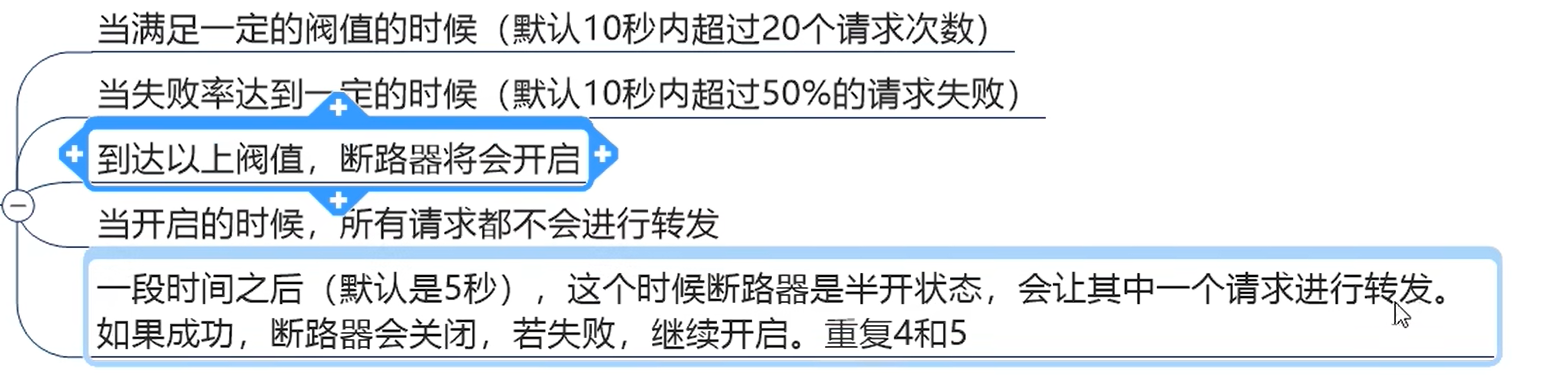 当满足一定的阀值的时候（默认10秒内超过20个请求次数）
当失败率达到一定的时候（默认10秒内超过50%的请求失败）
到达以上阀值，断路器将会开启
当开启的时候，所有请求都不会进行转发
一段时间之后（默认是5秒），这个时候断路器是半开状态，会让其中一个请求进行转发。
如果成功，断路器会关闭，若失败，继续开启。重复4和5